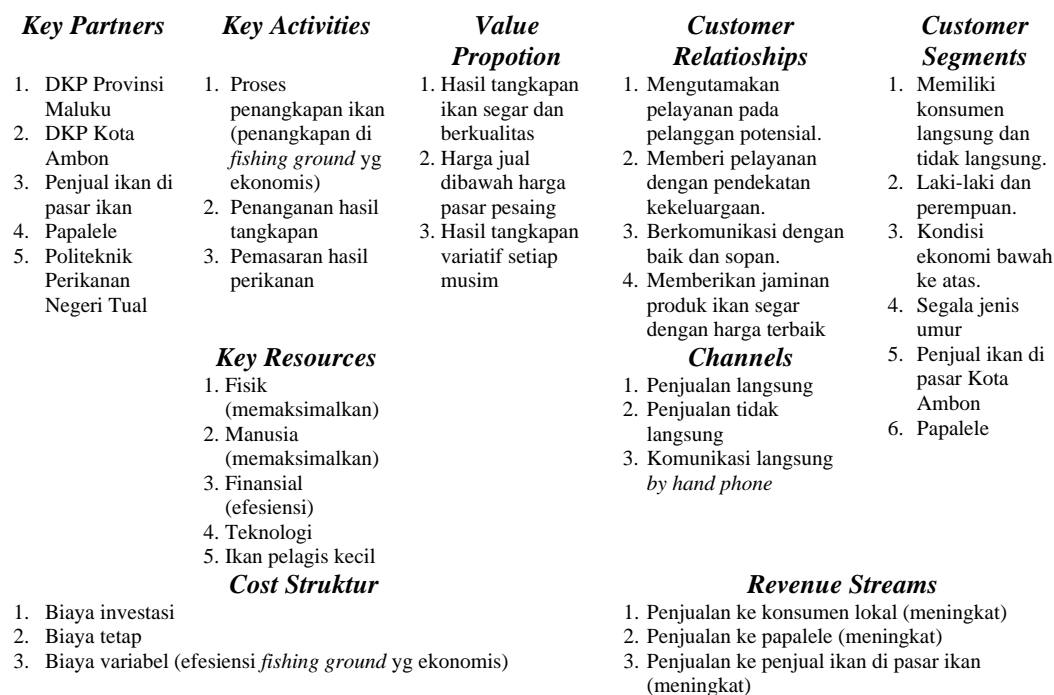 Key Partners
1. DKP Provinsi
Maluku
2. DKP Kota
Ambon
3. Penjual ikan di
pasar ikan
4. Papalele
5. Politeknik
Perikanan
Negeri Tual
Key Activities
1. Proses
penangkapan ikan
(penangkapan di
fishing ground yg
ekonomis)
2. Penanganan hasil
tangkapan
3. Pemasaran hasil
perikanan
Key Resources
1. Fisik
(memaksimalkan)
2. Manusia
(memaksimalkan)
3. Finansial
(efesiensi)
4. Teknologi
5. Ikan pelagis kecil
Value
Propotion
1. Hasil tangkapan
ikan segar dan
berkualitas
2. Harga jual
dibawah harga
pasar pesaing
3. Hasil tangkapan
variatif setiap
musim
Customer
Relatioships
1. Mengutamakan
pelayanan pada
pelanggan potensial.
2. Memberi pelayanan
dengan pendekatan
kekeluargaan.
3. Berkomunikasi dengan
baik dan sopan.
4. Memberikan jaminan
produk ikan segar
dengan harga terbaik
Channels
1. Penjualan langsung
2. Penjualan tidak
langsung
3. Komunikasi langsung
by hand phone
Customer
Segments
1. Memiliki
konsumen
langsung dan
tidak langsung.
2. Laki-laki dan
perempuan.
3. Kondisi
ekonomi bawah
ke atas.
4. Segala jenis
umur
5. Penjual ikan di
pasar Kota
Ambon
6. Papalele
Cost Struktur
1. Biaya investasi
2. Biaya tetap
3. Biaya variabel (efesiensi fishing ground yg ekonomis)
Revenue Streams
1. Penjualan ke konsumen lokal (meningkat)
2. Penjualan ke papalele (meningkat)
3. Penjualan ke penjual ikan di pasar ikan
(meningkat)